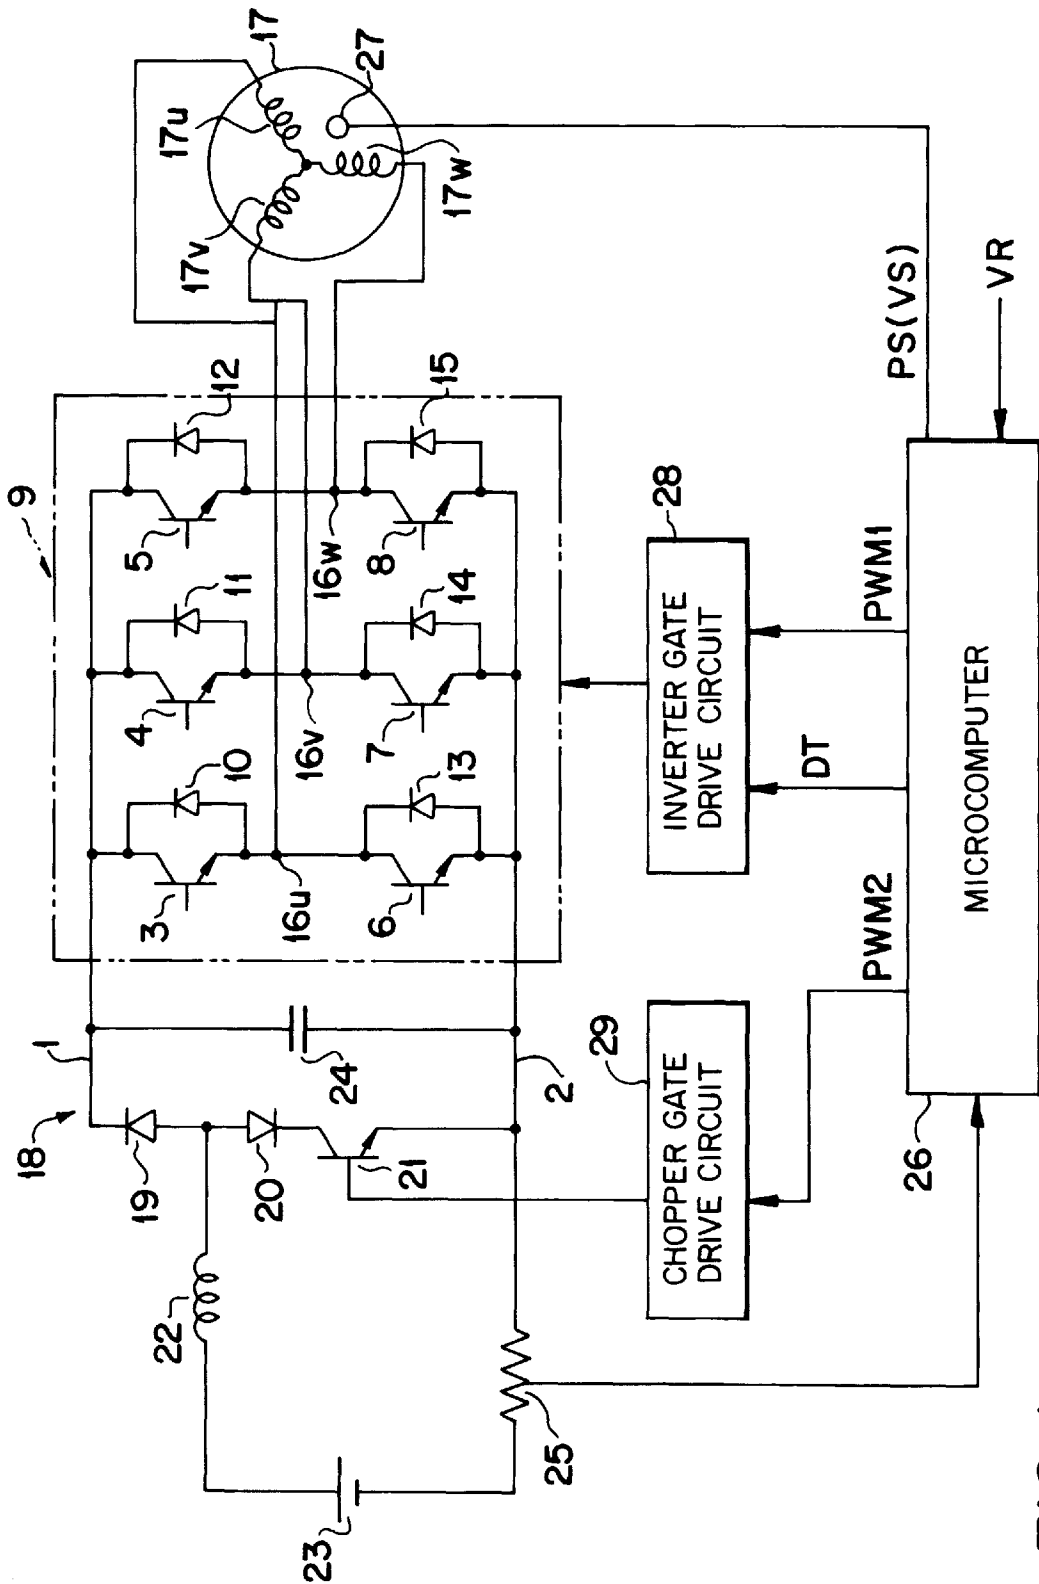 18
1
9
19
3
10
4
11
5
12
17v
17u
17
22
20
24
16u
16v
16w
27
23
21
6
13
7
14
8
15
17w
2
25
29
28
CHOPPER GATE
DRIVE CIRCUIT
INVERTER GATE
DRIVE CIRCUIT
PWM2
DT
PWM1
PS(VS)
26
MICROCOMPUTER
VR